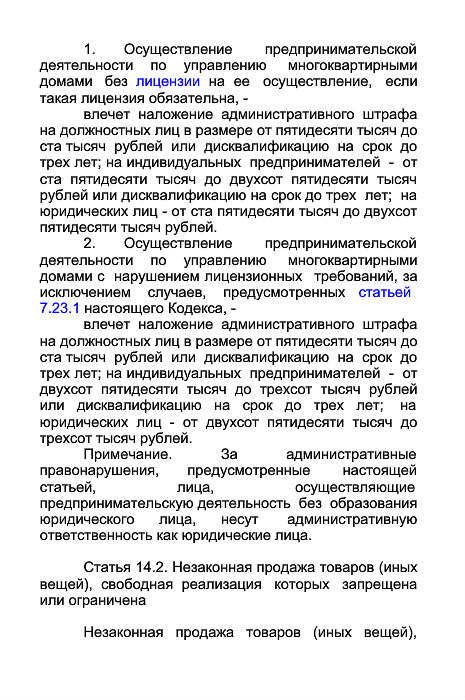 1. Осуществление предпринимательской
деятельности по управлению многоквартирными
домами без лицензии на ее осуществление, если
такая лицензия обязательна, -
влечет наложение административного штрафа
на должностных лиц в размере от пятидесяти тысяч до
ста тысяч рублей или дисквалификацию на срок до
трех лет; на индивидуальных предпринимателей - от
ста пятидесяти тысяч до двухсот пятидесяти тысяч
рублей или дисквалификацию на срок до трех лет; на
юридических лиц - от ста пятидесяти тысяч до двухсот
пятидесяти тысяч рублей.
2. Осуществление предпринимательской
деятельности по управлению многоквартирными
домами с нарушением лицензионных требований, за
исключением случаев, предусмотренных статьей
7.23.1 настоящего Кодекса, -
влечет наложение административного штрафа
на должностных лиц в размере от пятидесяти тысяч до
ста тысяч рублей или дисквалификацию на срок до
трех лет; на индивидуальных предпринимателей - от
двухсот пятидесяти тысяч до трехсот тысяч рублей
или дисквалификацию на срок до трех лет; на
юридических лиц - от двухсот пятидесяти тысяч до
трехсот тысяч рублей.
Примечание. За административные
правонарушения, предусмотренные настоящей
статьей, лица, осуществляющие
предпринимательскую деятельность без образования
юридического лица, несут административную
ответственность как юридические лица.
Статья 14.2. Незаконная продажа товаров (иных
вещей), свободная реализация которых запрещена
или ограничена
Незаконная продажа товаров (иных вещей),